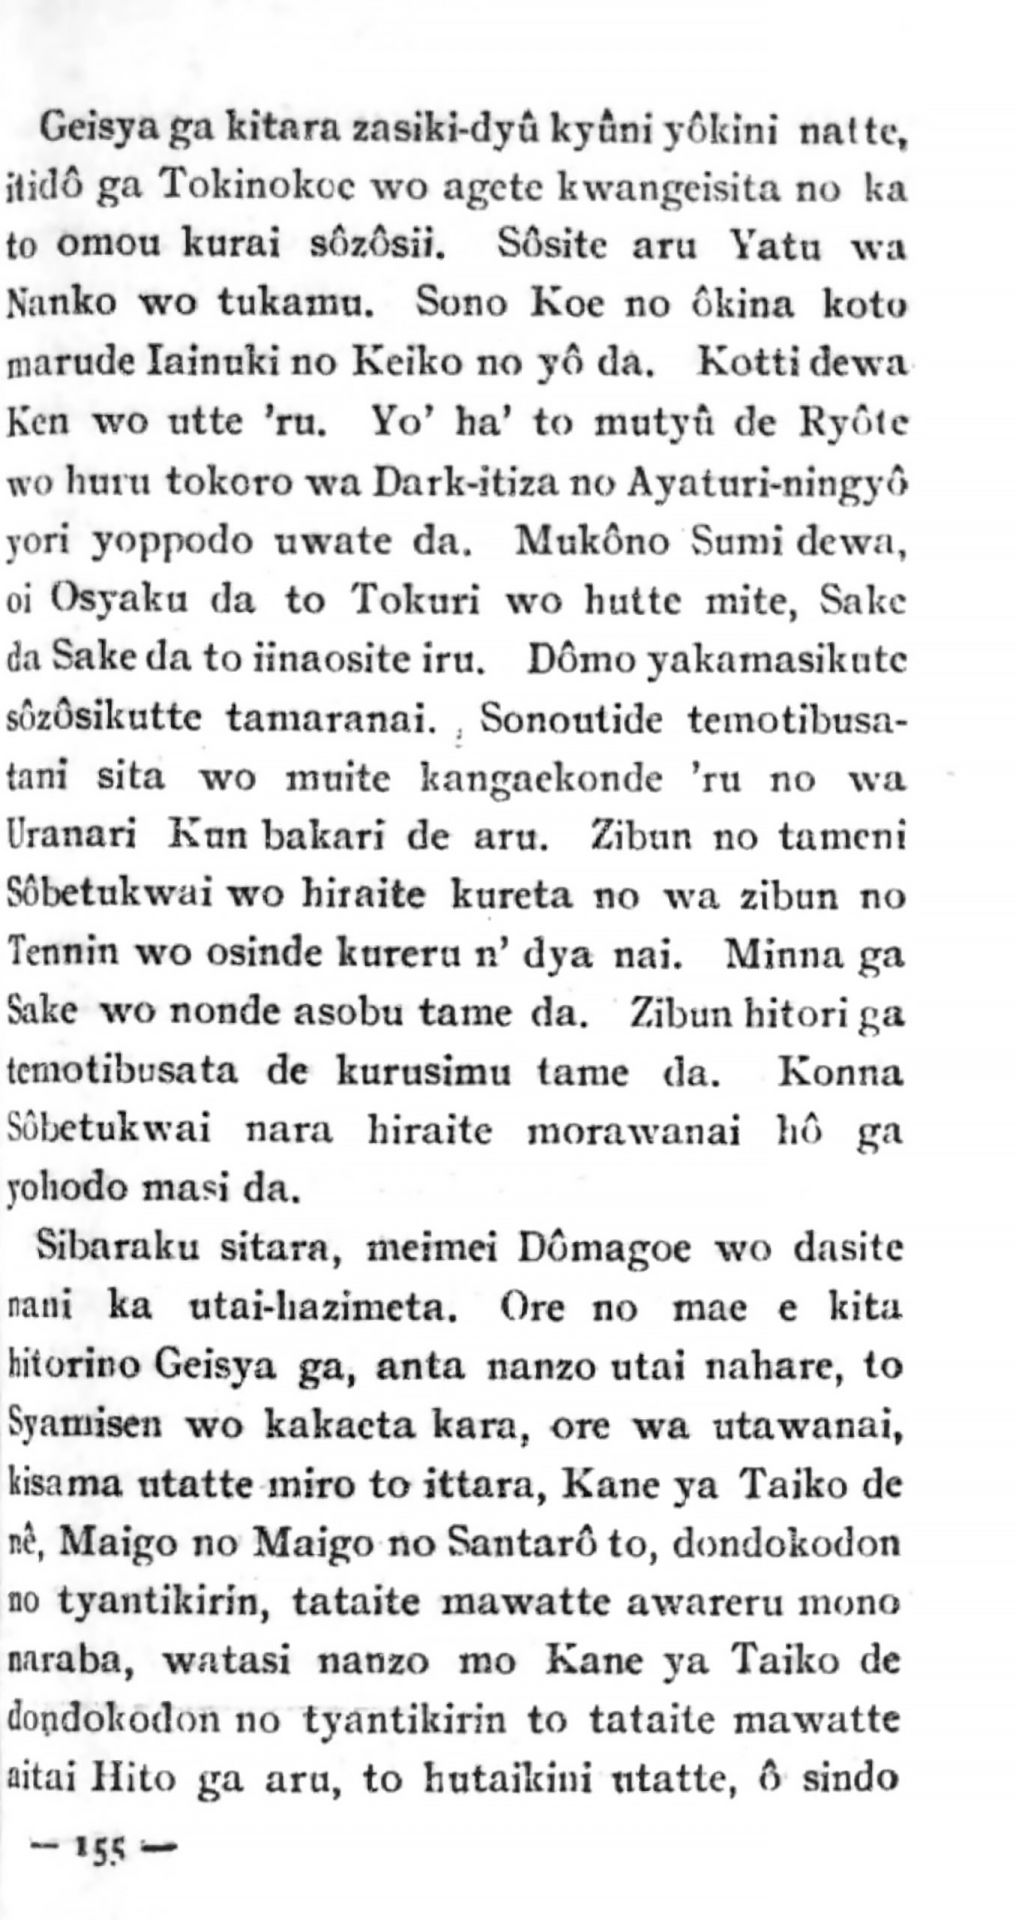 Geisya ga kitara zasiki-dyû kyûni yôkini natte,
itidô ga Tokinokoe wo agete kwangeisita no ka
to omou kurai sôzôsii. Sôsite aru Yatu wa
Nanko wo tukamu. Sono Koe no ôkina koto
marude Iainuki no Keiko no yô da. Kotti dewa
Ken wo utte ’ru. Yo’ ha’ to mutyû de Ryôte
wo huru tokoro wa Dark-itiza no Ayaturi-ningyô
yori yoppodo uwate da. Mukôno Sumi dewa,
oi Osyaku da to Tokuri wo hutte mite, Sake
da Sake da to iinaosite iru. Dômo yakamasikute
sôzôsikutte tamaranai. Sonoutide temotibusa-
tani sita wo muite kangaekonde ’ru no wa
Uranari Kun bakari de aru. Zibun no tameni
Sôbetukwai wo hiraite kureta no wa zibun no
Tennin wo osinde kureru n’ dya nai. Minna ga
Sake wo nonde asobu tame da. Zibun hitori ga
temotibusata de kurusimu tame da. Konna
Sôbetukwai nara hiraite morawanai hô ga
yohodo masi da.
Sibaraku sitara, meimei Dômagoe wo dasite
nani ka utai-hazimeta. Ore no mae e kita
hitorino Geisya ga, anta nanzo utai nahare, to
Syamisen wo kakaeta kara, ore wa utawanai,
kisama utatte miro to ittara, Kane ya Taiko de
nê, Maigo no Maigo no Santarô to, dondokodon
no tyantikirin, tataite mawatte awareru mono
naraba, watasi nanzo mo Kane ya Taiko de
dondokodon no tyantikirin to tataite mawatte
aitai Hito ga aru, to hutaikini utatte, ô sindo
— 155 —